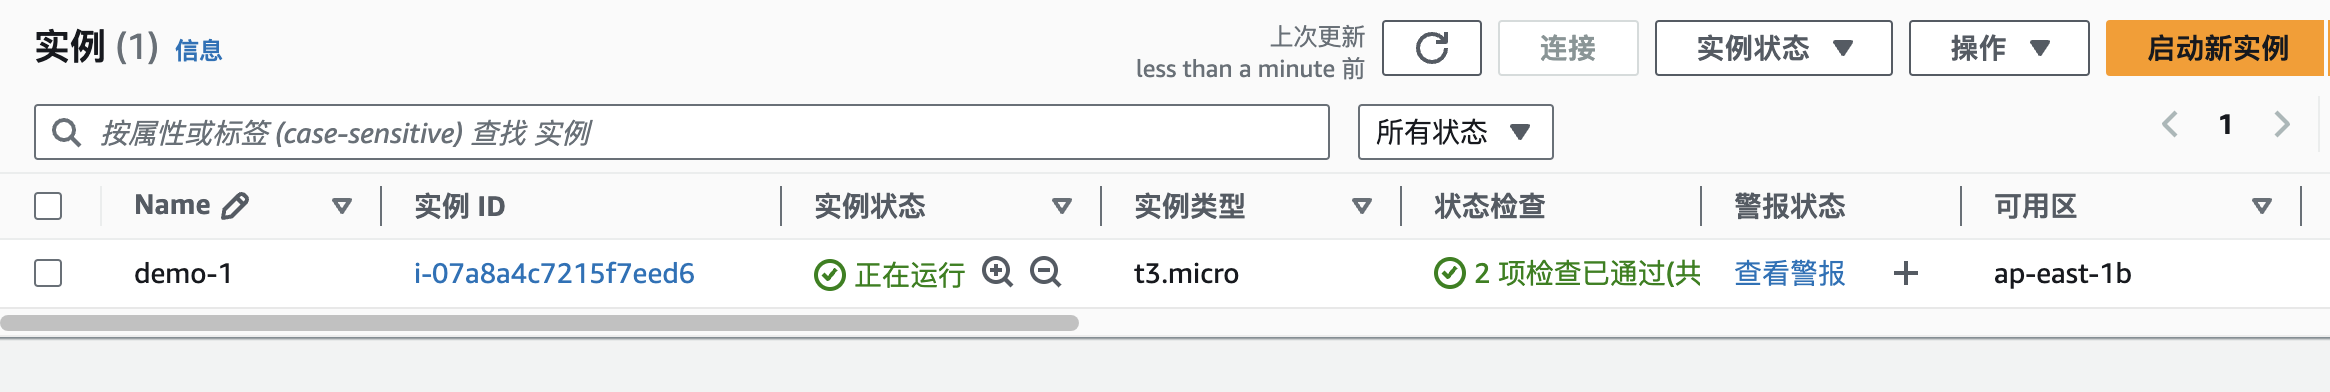 实例 (1) 信息
上次更新
less than a minute 前
连接
实例状态
操作
启动新实例
按属性或标签 (case-sensitive) 查找 实例
所有状态
1
Name 实例 ID 实例状态 实例类型 状态检查 警报状态 可用区
demo-1 i-07a8a4c7215f7eed6 正在运行 t3.micro 2 项检查已通过(共 查看警报 + ap-east-1b